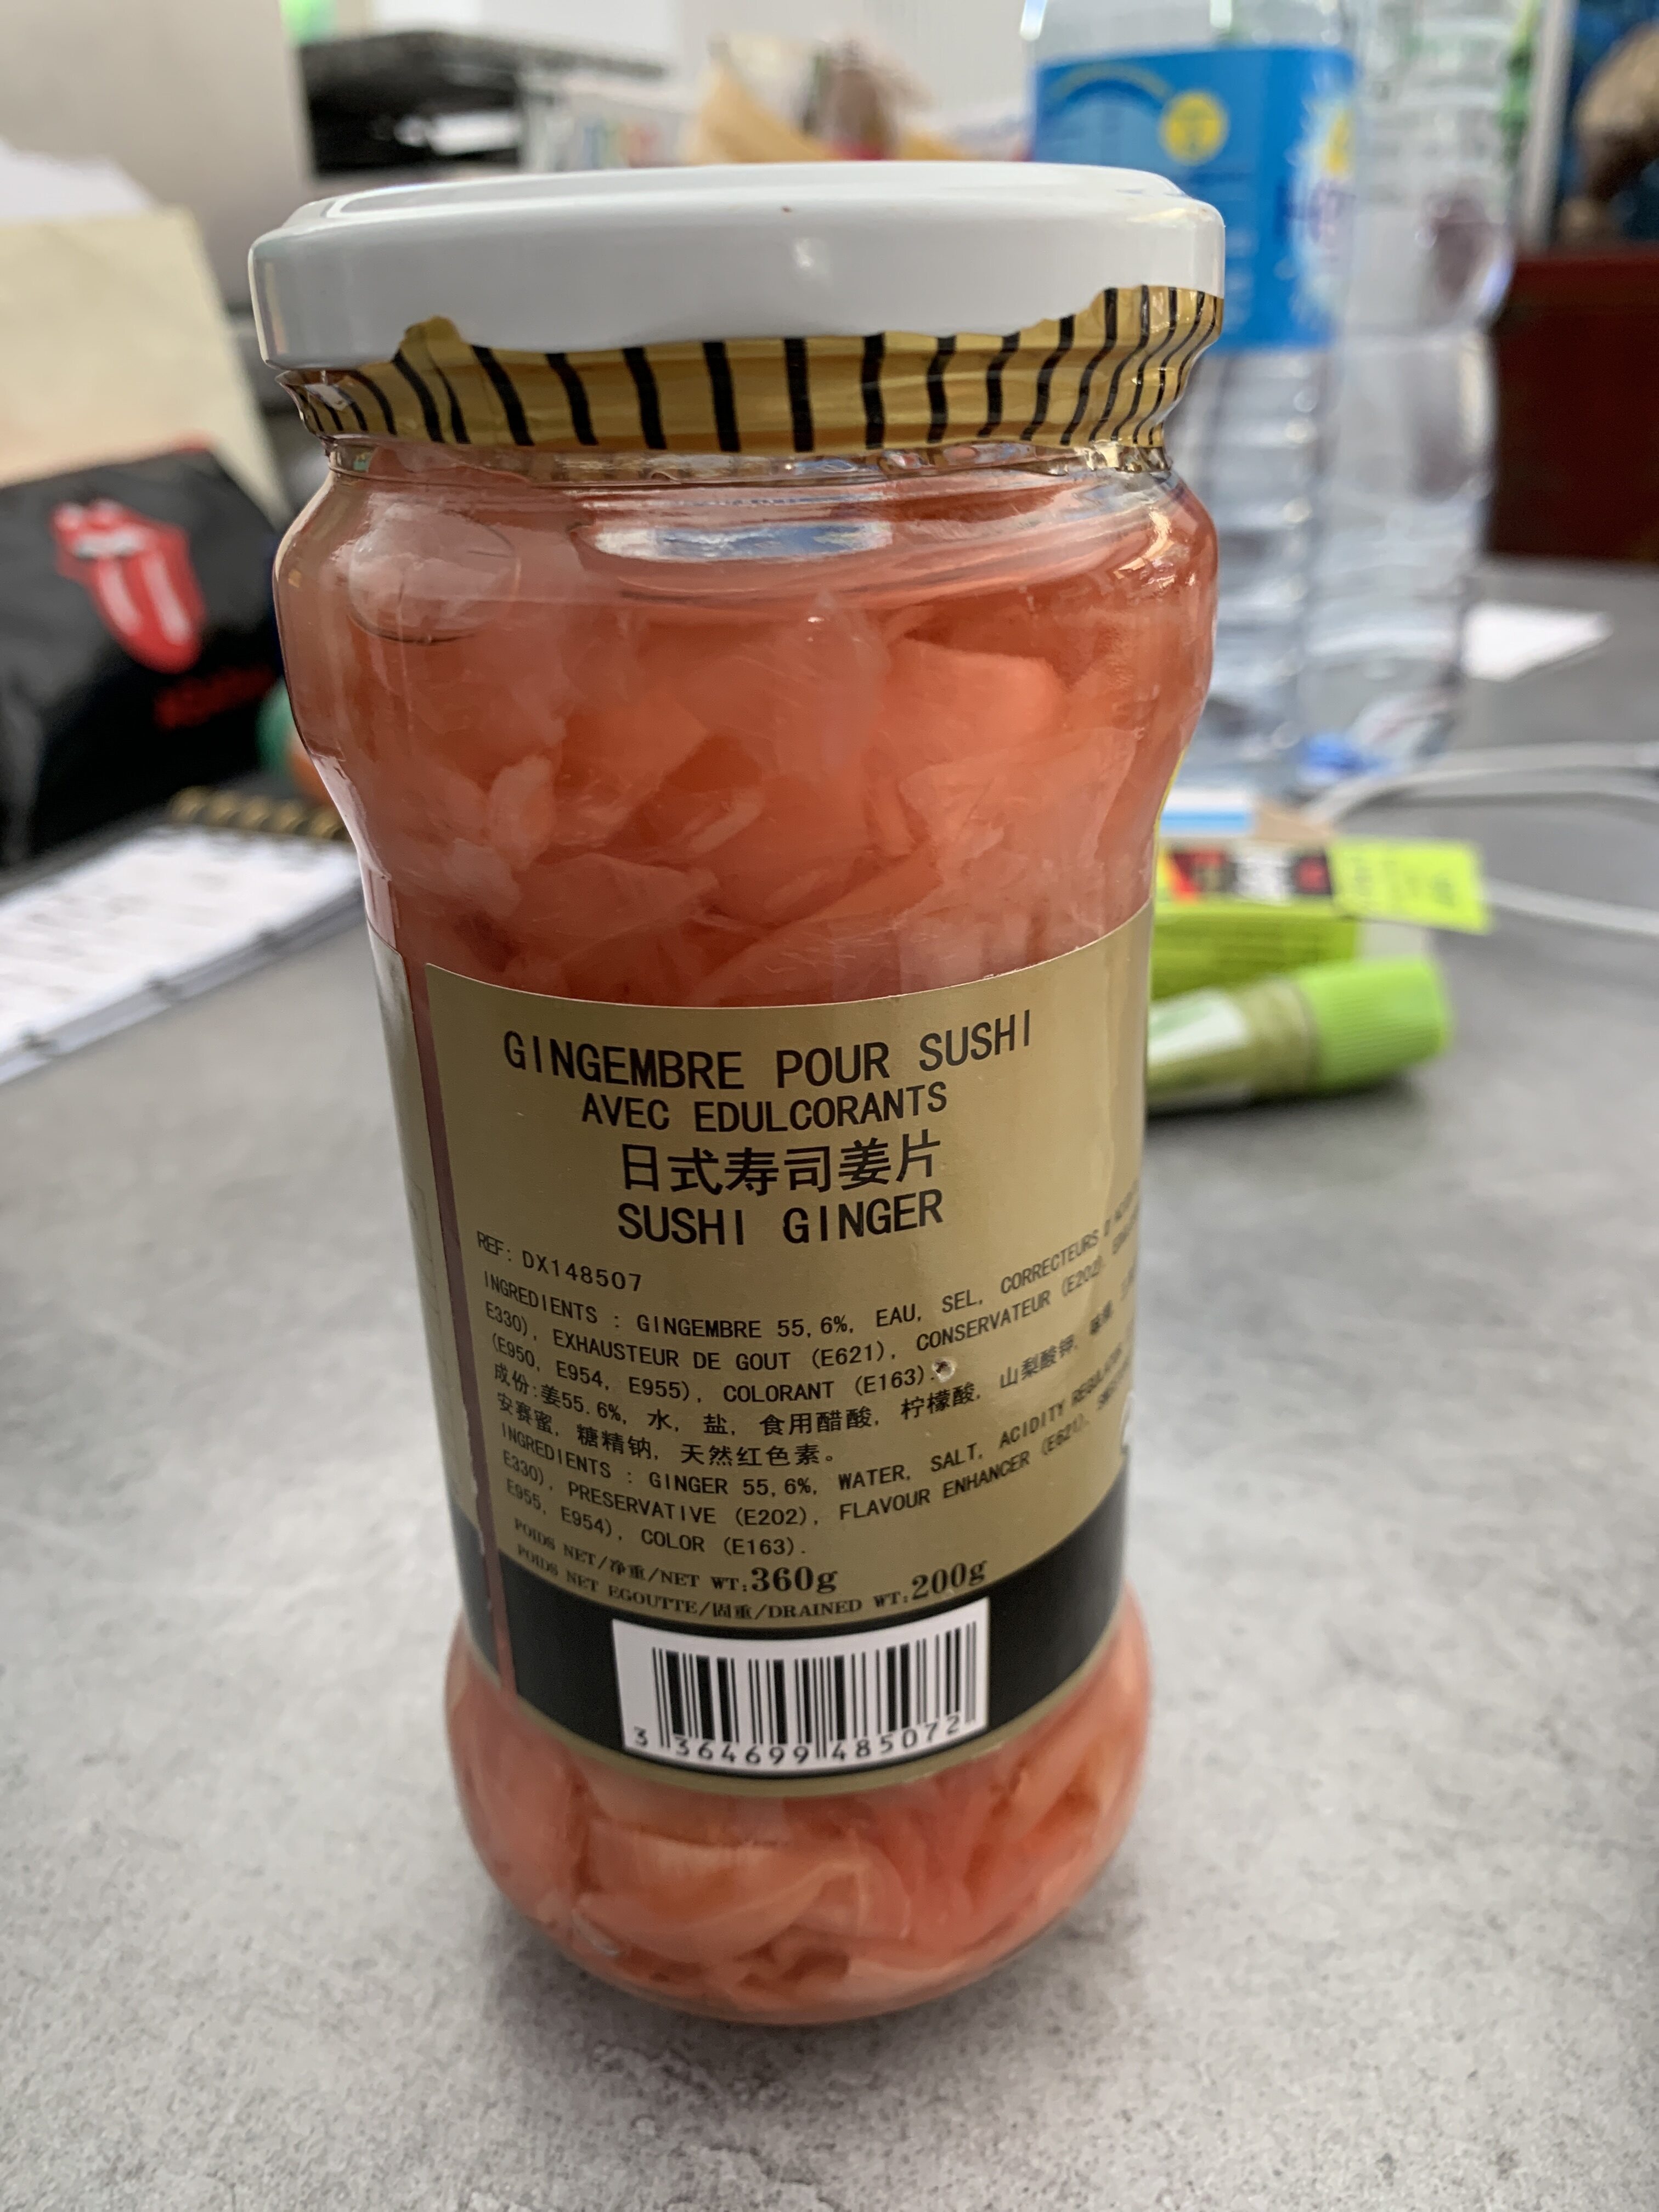 GINGEMBRE POUR SUSHI
AVEC EDULCORANTS
日式寿司姜片
SUSHI GINGER
REF: DX148507
INGREDIENTS : GINGEMBRE 55,6%, EAU, SEL, CORRECTEURS
E330), EXHAUSTEUR DE GOUT (E621), CONSERVATEUR (E202),
(E950, E954, E955), COLORANT (E163).
成份:姜55.6%, 水, 盐, 食用醋酸, 柠檬酸, 山梨酸钾,
安赛蜜, 糖精钠, 天然红色素。
INGREDIENTS : GINGER 55,6%, WATER, SALT, ACIDITY
E330), PRESERVATIVE (E202), FLAVOUR ENHANCER (E621),
E955, E954), COLOR (E163).
POIDS NET/净重/NET WT:360g
POIDS NET EGOUTTE/固重/DRAINED WT:200g
3 364699 485072